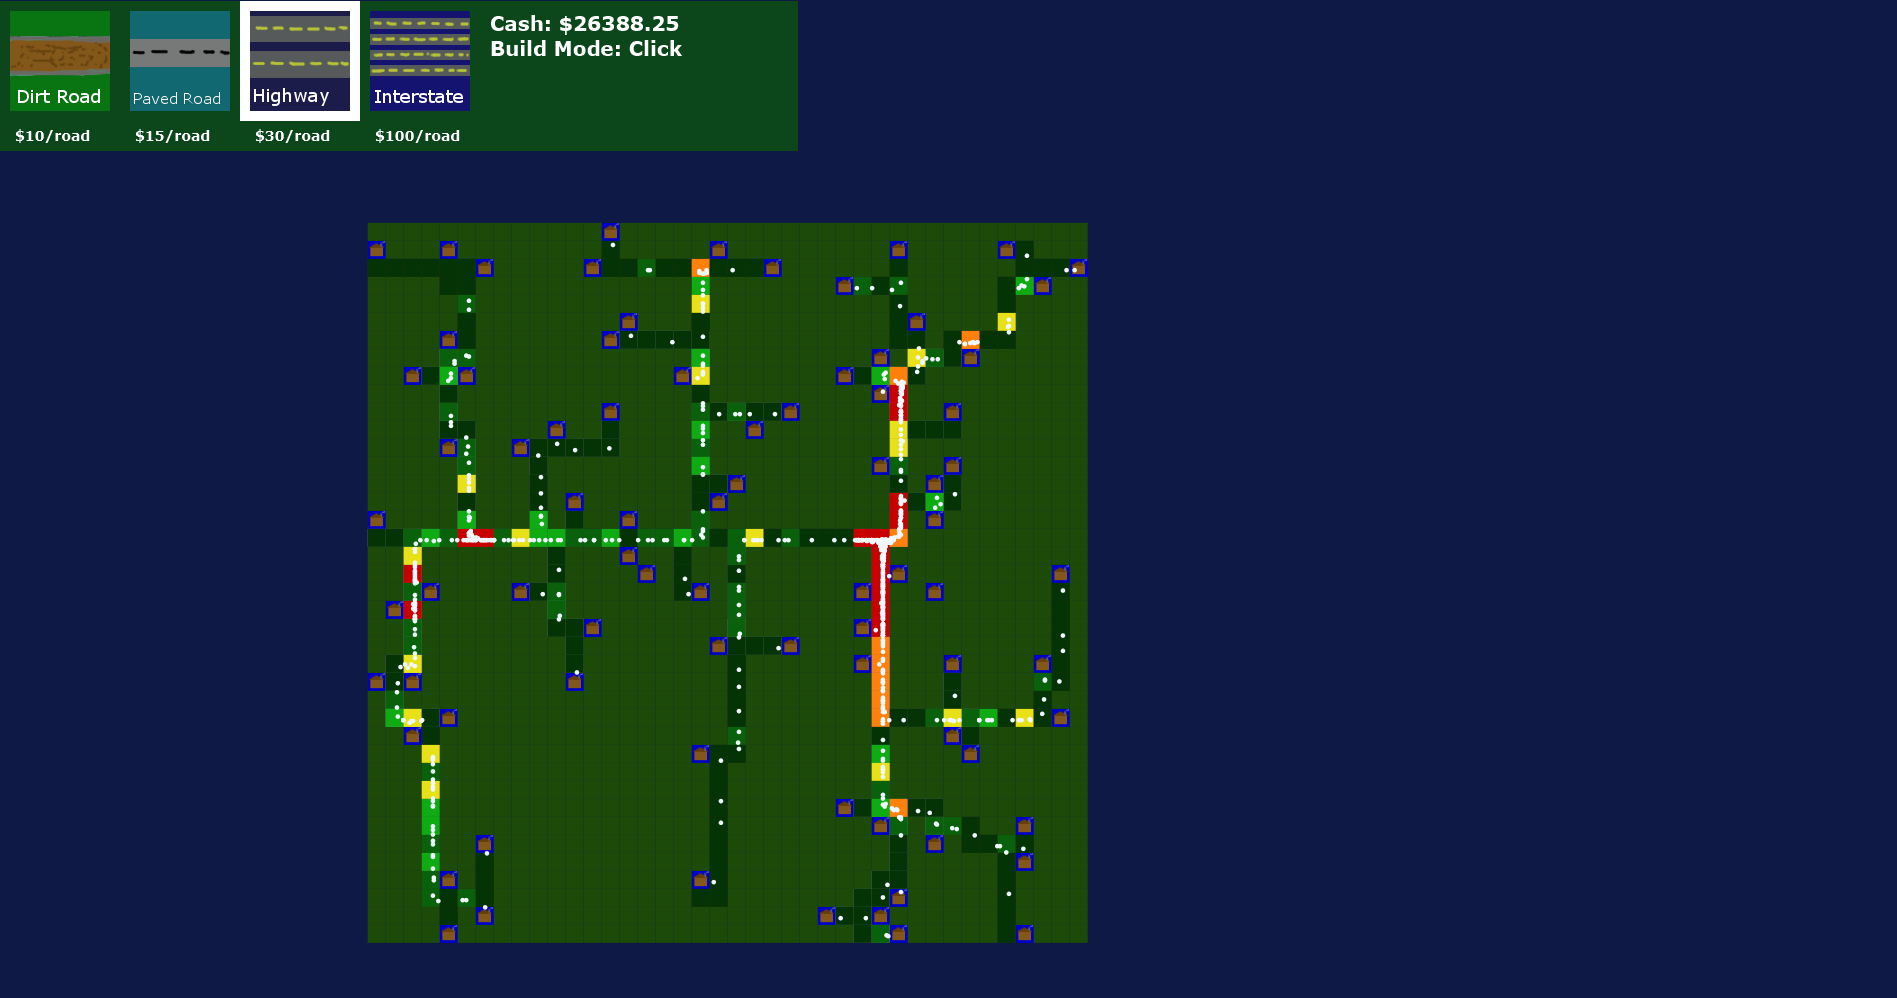 Cash: $26388.25
Build Mode: Click
Dirt Road
Paved Road
Highway
Interstate
$10/road
$15/road
$30/road
$100/road